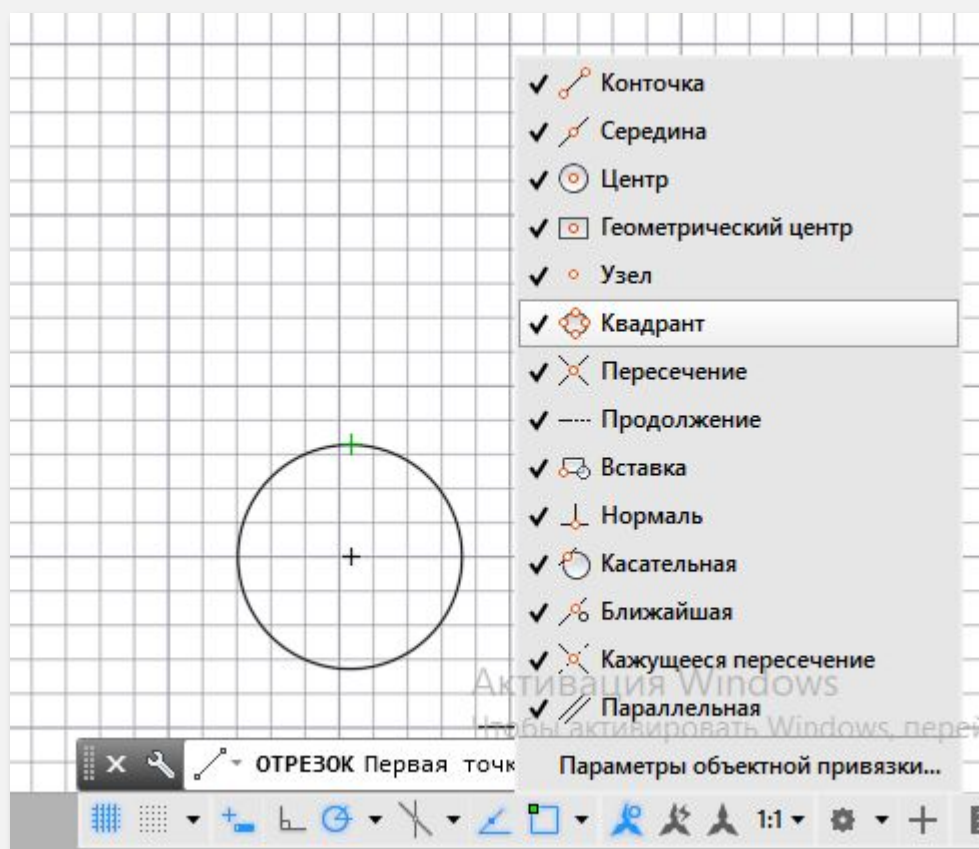 Конточка
Середина
Центр
Геометрический центр
Узел
Квадрант
Пересечение
Продолжение
Вставка
Нормаль
Касательная
Ближайшая
Кажущееся пересечение
Активация Windows
Параллельная
Чтобы активировать Windows, перей
ОТРЕЗОК Первая точк
Параметры объектной привязки...
1:1